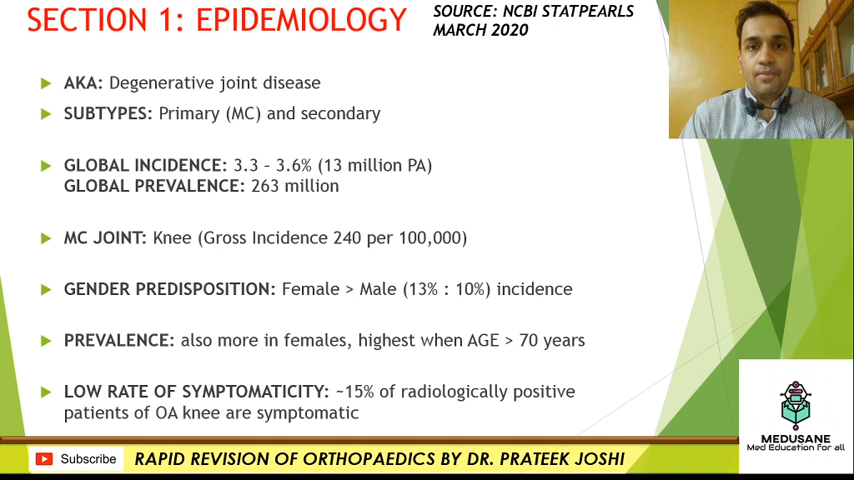 SECTION 1: EPIDEMIOLOGY
SOURCE: NCBI STATPEARLS
MARCH 2020
AKA: Degenerative joint disease
SUBTYPES: Primary (MC) and secondary
GLOBAL INCIDENCE: 3.3 – 3.6% (13 million PA)
GLOBAL PREVALENCE: 263 million
MC JOINT: Knee (Gross Incidence 240 per 100,000)
GENDER PREDISPOSITION: Female > Male (13% : 10%) incidence
PREVALENCE: also more in females, highest when AGE > 70 years
LOW RATE OF SYMPTOMATICITY: ~15% of radiologically positive
patients of OA knee are symptomatic
MEDUSANE
Med Education For all
Subscribe
RAPID REVISION OF ORTHOPAEDICS BY DR. PRATEEK JOSHI